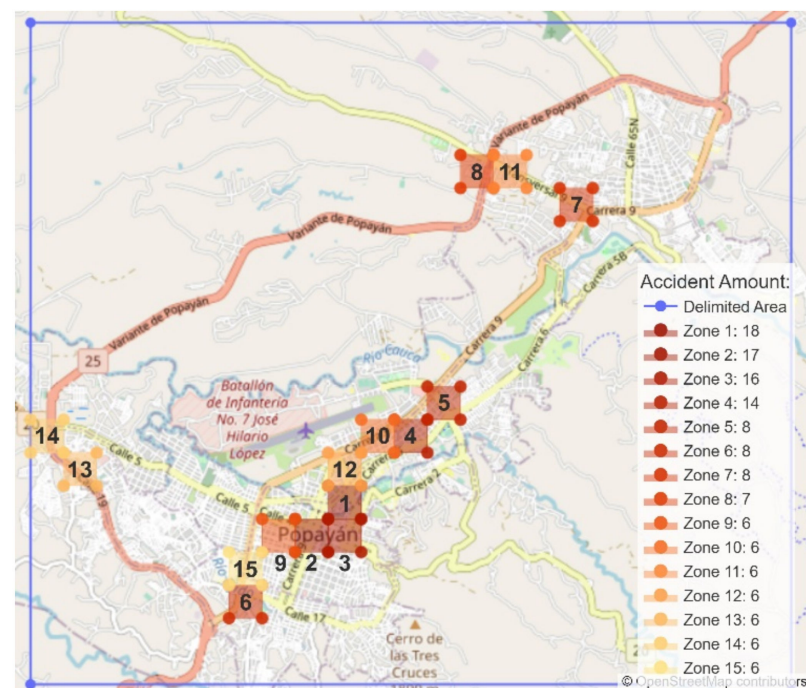 Variante de Popayán
Calle 65N
8
11
Transversal 9
7
Carrera 9
Variante de Popayán
Carrera 5B
Variante de Popayán
25
Río Cauca
Carrera 9
Carrera 6
Batallón
de Infantería
No. 7 José
Hilario
López
5
14
10
4
13
Calle 5
12
19
Calle 5
1
Carrera 2
Popayán
9
2
3
Río
15
6
Calle 17
Cerro de
las Tres
Cruces
Accident Amount:
Delimited Area
Zone 1: 18
Zone 2: 17
Zone 3: 16
Zone 4: 14
Zone 5: 8
Zone 6: 8
Zone 7: 8
Zone 8: 7
Zone 9: 6
Zone 10: 6
Zone 11: 6
Zone 12: 6
Zone 13: 6
Zone 14: 6
Zone 15: 6
© OpenStreetMap contributors